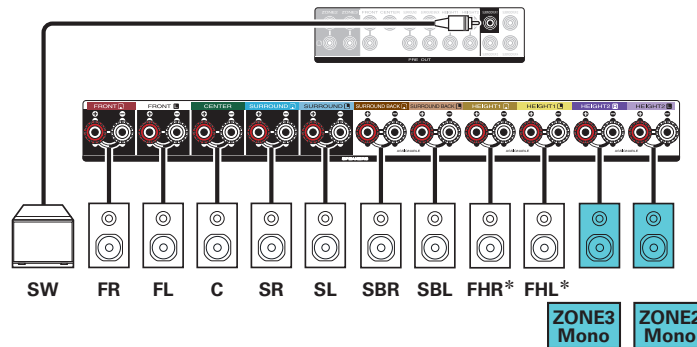 PRE OUT
FRONT R FRONT L CENTER SURROUND R SURROUND L SURROUND BACK R SURROUND BACK L HEIGHT1 R HEIGHT1 L HEIGHT2 R HEIGHT2 L
SPEAKERS
SW FR FL C SR SL SBR SBL FHR* FHL*
ZONE3 ZONE2
Mono Mono